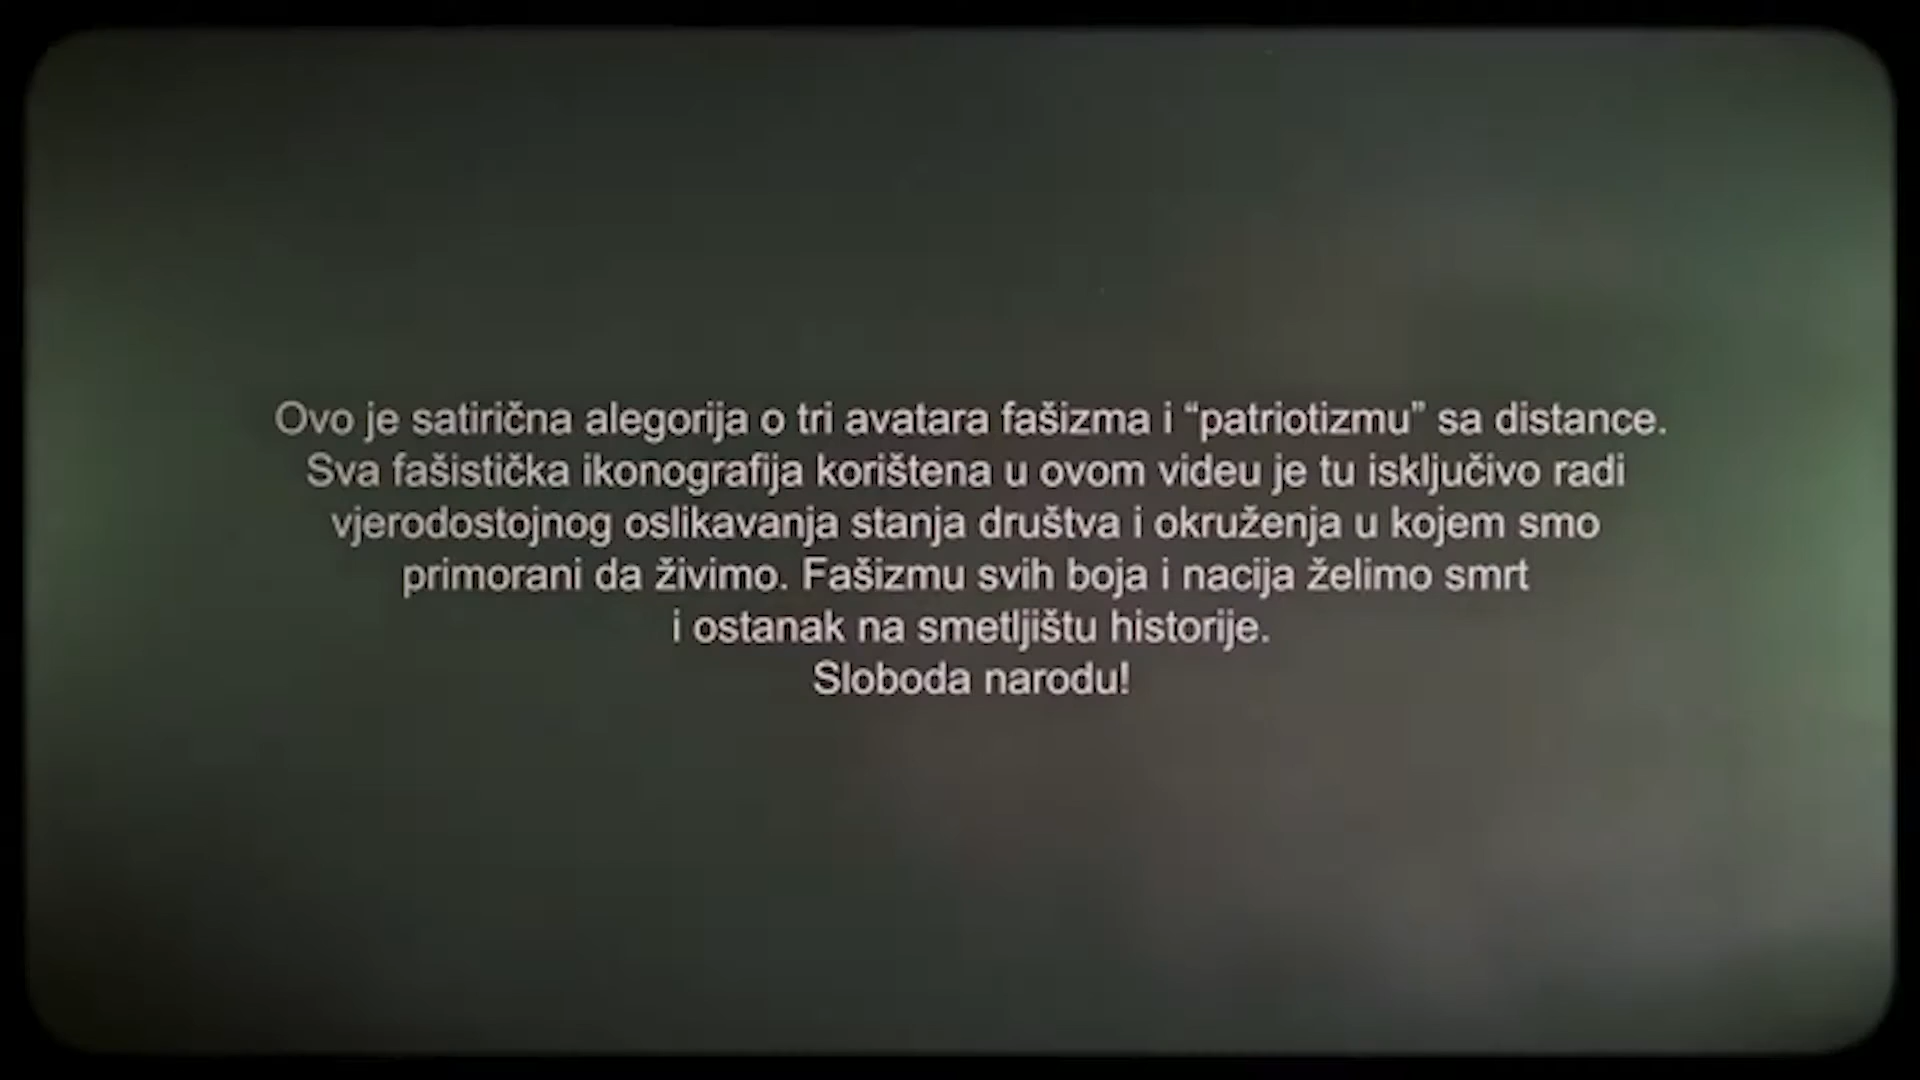 Ovo je satirična alegorija o tri avatara fašizma i “patriotizmu” sa distance.
Sva fašistička ikonografija korištena u ovom videu je tu isključivo radi
vjerodostojnog oslikavanja stanja društva i okruženja u kojem smo
primorani da živimo. Fašizmu svih boja i nacija želimo smrt
i ostanak na smetljištu historije.
Sloboda narodu!